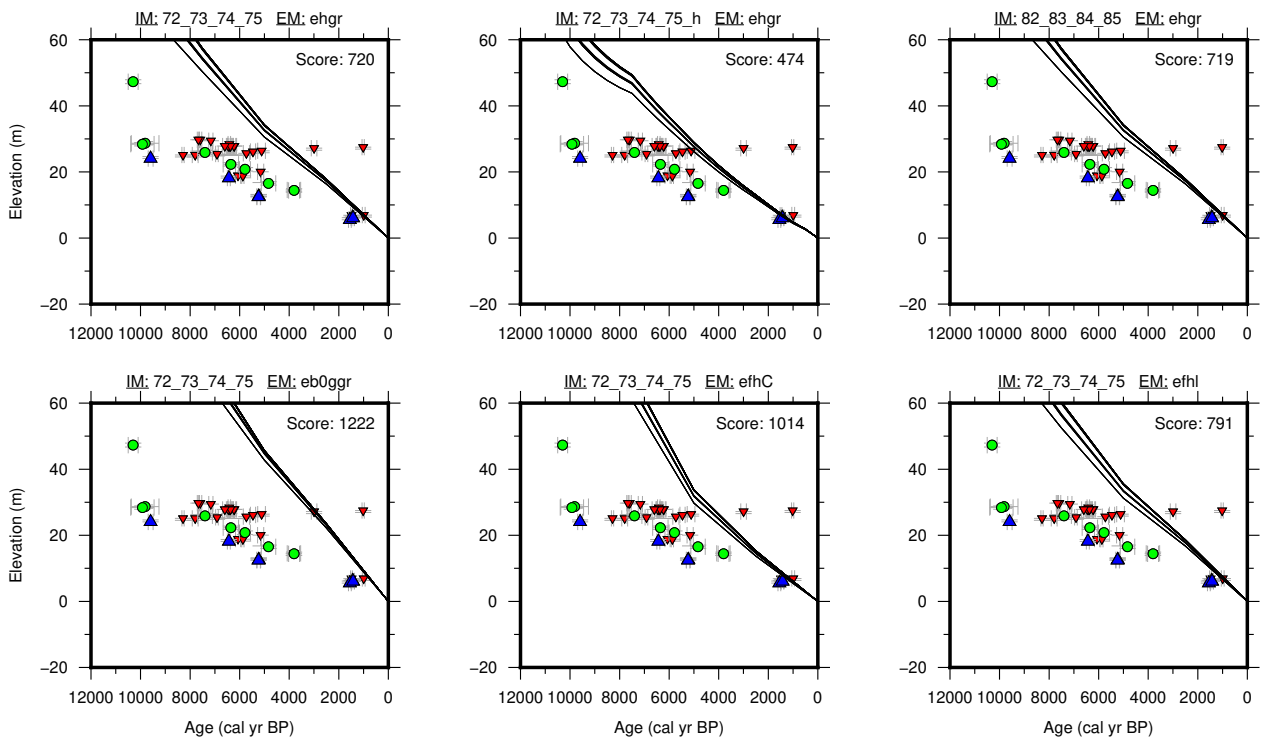 IM: 72_73_74_75 EM: ehgr
IM: 72_73_74_75_h EM: ehgr
IM: 82_83_84_85 EM: ehgr
60
40
20
0
−20
Elevation (m)
Score: 720
12000 10000 8000 6000 4000 2000 0
Score: 474
12000 10000 8000 6000 4000 2000 0
Score: 719
12000 10000 8000 6000 4000 2000 0
60
40
20
0
−20
60
40
20
0
−20
IM: 72_73_74_75 EM: eb0ggr
IM: 72_73_74_75 EM: efhC
IM: 72_73_74_75 EM: efhl
60
40
20
0
−20
Elevation (m)
Score: 1222
12000 10000 8000 6000 4000 2000 0
Age (cal yr BP)
60
40
20
0
−20
Score: 1014
12000 10000 8000 6000 4000 2000 0
Age (cal yr BP)
60
40
20
0
−20
Score: 791
12000 10000 8000 6000 4000 2000 0
Age (cal yr BP)